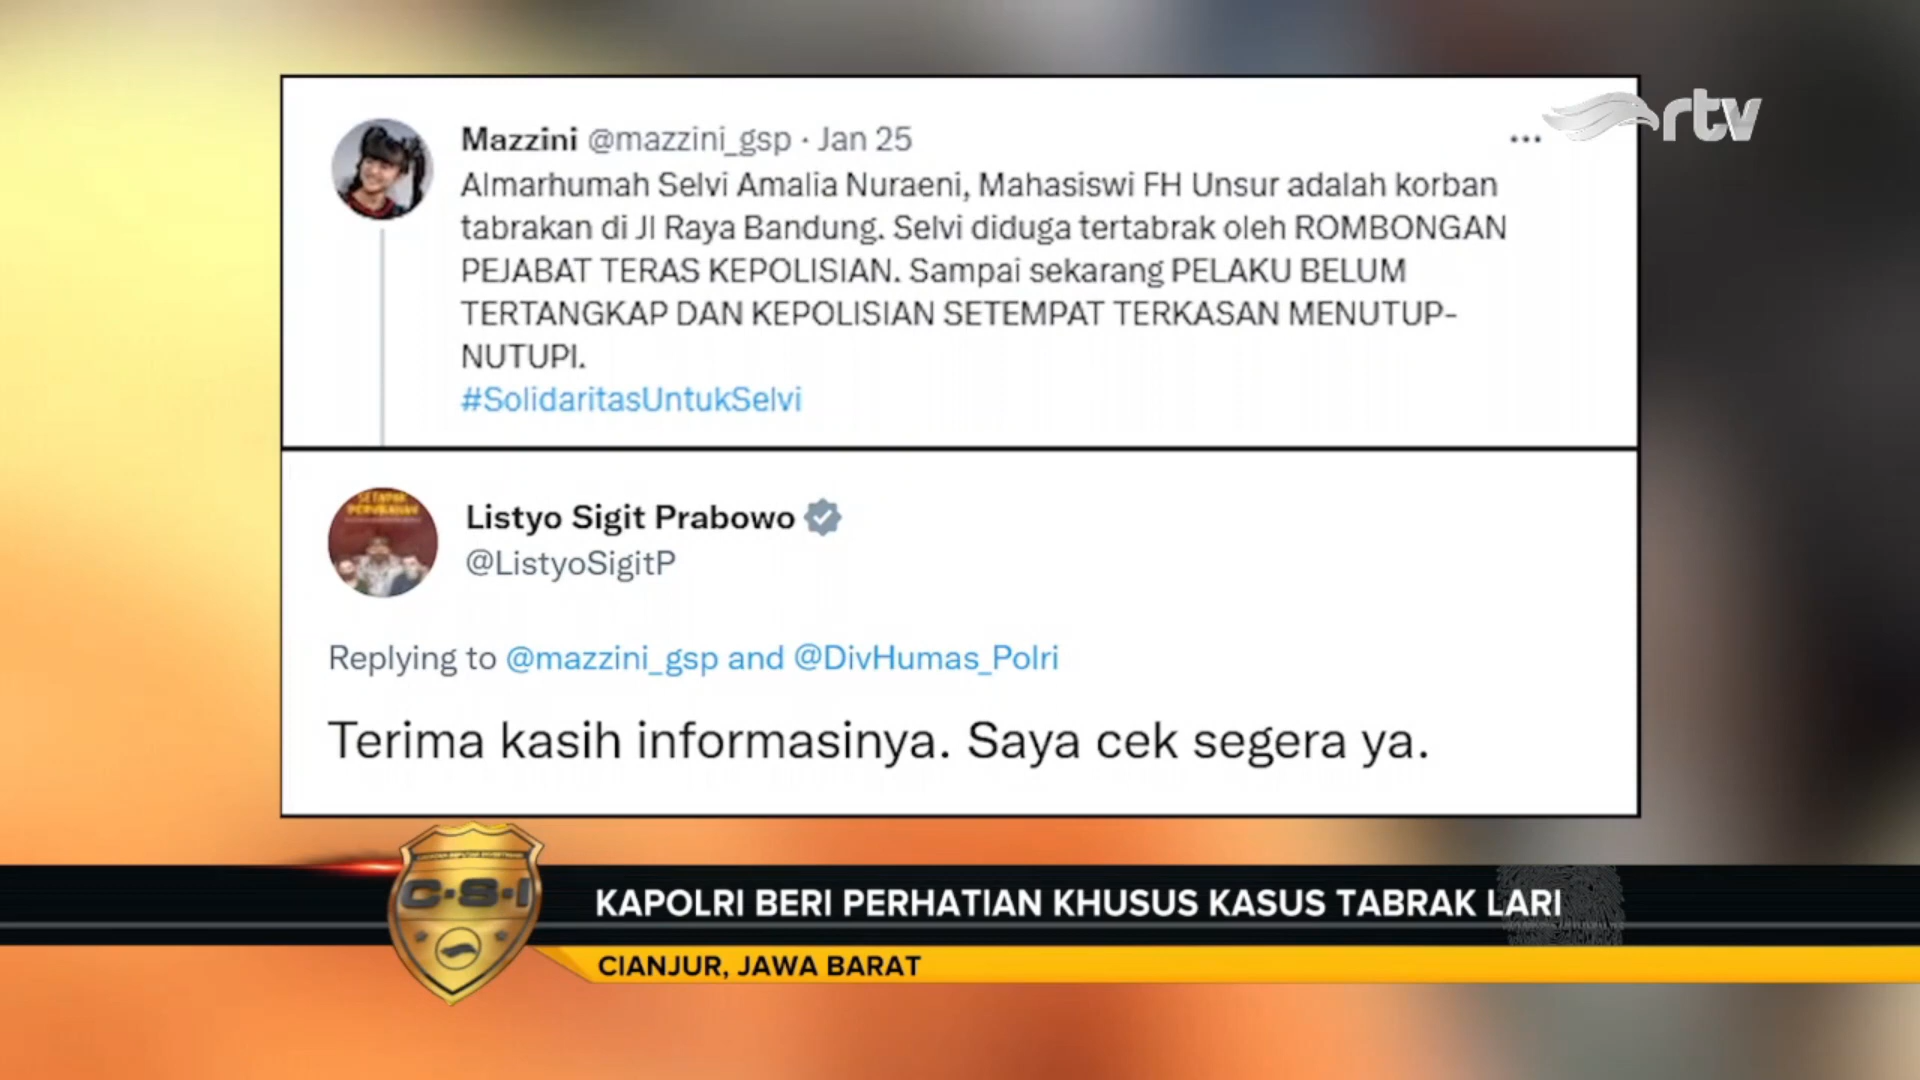 rtv
Mazzini @mazzini_gsp · Jan 25
Almarhumah Selvi Amalia Nuraeni, Mahasiswi FH Unsur adalah korban
tabrakan di Jl Raya Bandung. Selvi diduga tertabrak oleh ROMBONGAN
PEJABAT TERAS KEPOLISIAN. Sampai sekarang PELAKU BELUM
TERTANGKAP DAN KEPOLISIAN SETEMPAT TERKASAN MENUTUP-
NUTUPI.
#SolidaritasUntukSelvi
SETAPAK
PERUBAHAN
Listyo Sigit Prabowo
@ListyoSigitP
Replying to @mazzini_gsp and @DivHumas_Polri
Terima kasih informasinya. Saya cek segera ya.
C·S·I
KAPOLRI BERI PERHATIAN KHUSUS KASUS TABRAK LARI
CIANJUR, JAWA BARAT